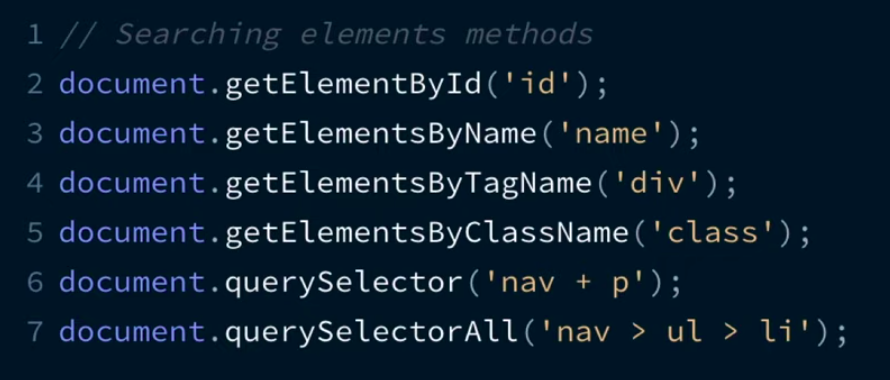 1 // Searching elements methods
2 document.getElementById('id');
3 document.getElementsByName('name');
4 document.getElementsByTagName('div');
5 document.getElementsByClassName('class');
6 document.querySelector('nav + p');
7 document.querySelectorAll('nav > ul > li');